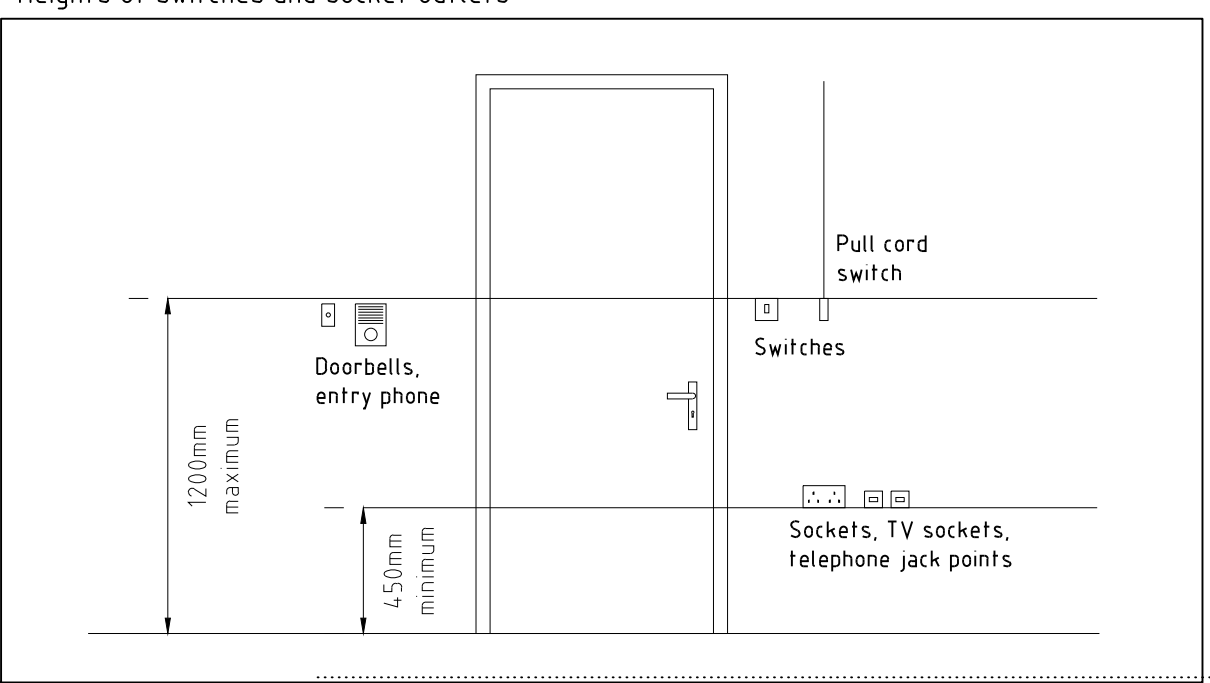 Heights of switches and socket outlets
Pull cord
switch
Switches
Doorbells,
entry phone
1200mm
maximum
450mm
minimum
Sockets, TV sockets,
telephone jack points